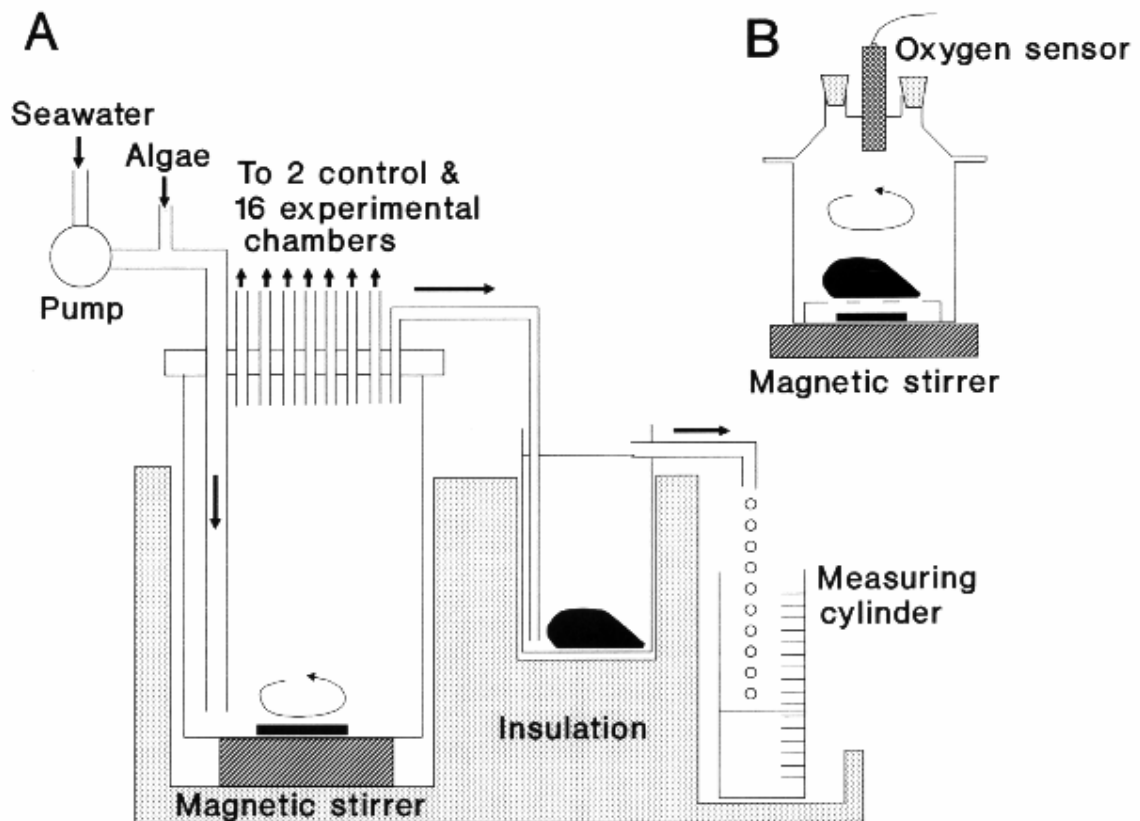 A
Seawater
Algae
To 2 control &
16 experimental
chambers
Pump
Insulation
Measuring
cylinder
Magnetic stirrer
B
Oxygen sensor
Magnetic stirrer